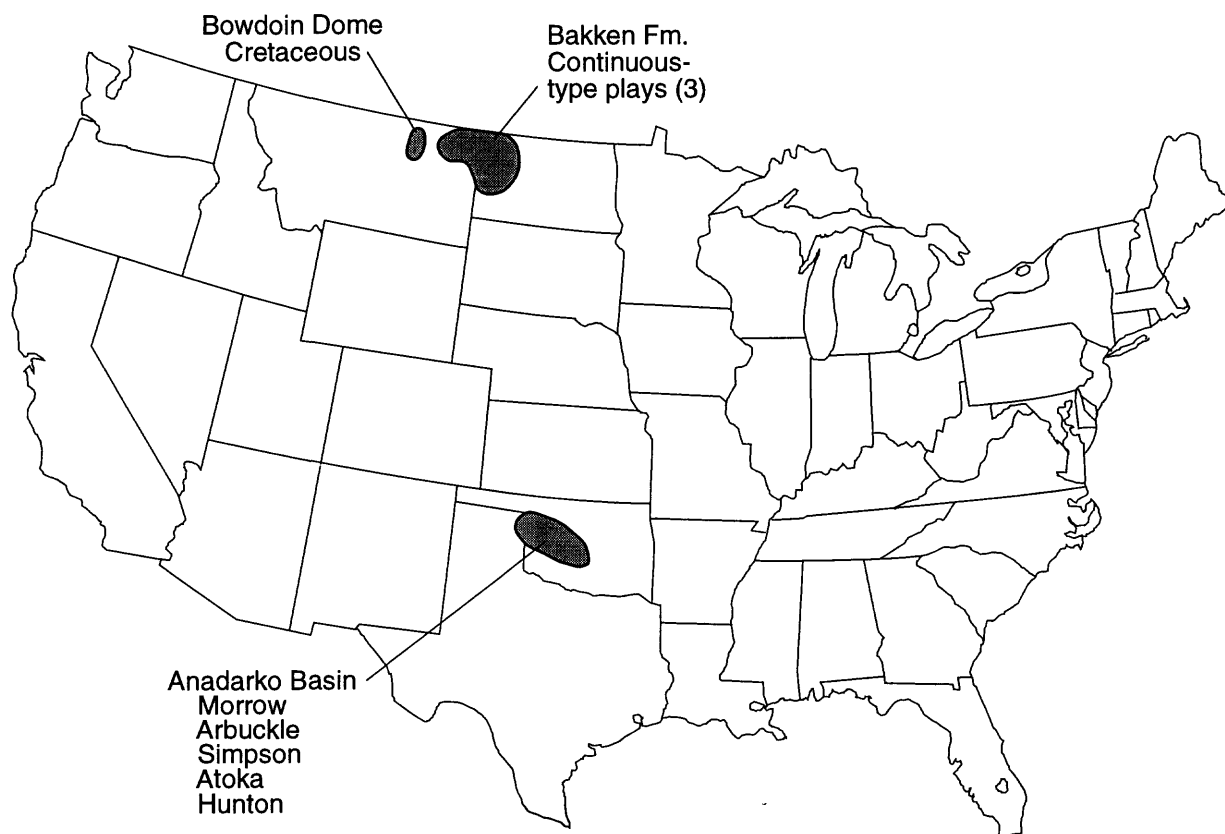 Bowdoin Dome
Cretaceous
Bakken Fm.
Continuous-
type plays (3)
Anadarko Basin
Morrow
Arbuckle
Simpson
Atoka
Hunton